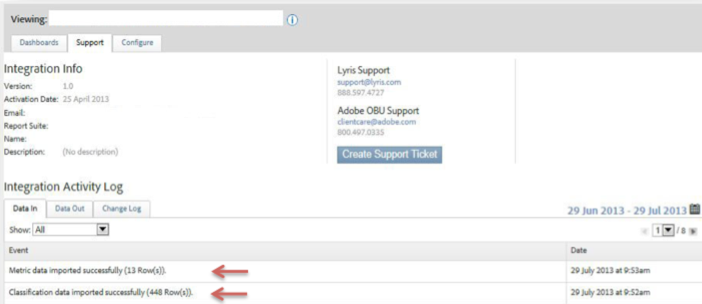 Viewing:
Dashboards Support Configure
Integration Info
Version: 1.0
Activation Date: 25 April 2013
Email:
Report Suite:
Name:
Description: (No description)
Lyris Support
support@lyris.com
888.597.4727
Adobe OBU Support
clientcare@adobe.com
800.497.0335
Create Support Ticket
Integration Activity Log
Data In Data Out Change Log
29 Jun 2013 - 29 Jul 2013
Show: All
1 / 8
Event Date
Metric data imported successfully (13 Row(s)). 29 July 2013 at 9:53am
Classification data imported successfully (448 Row(s)). 29 July 2013 at 9:52am